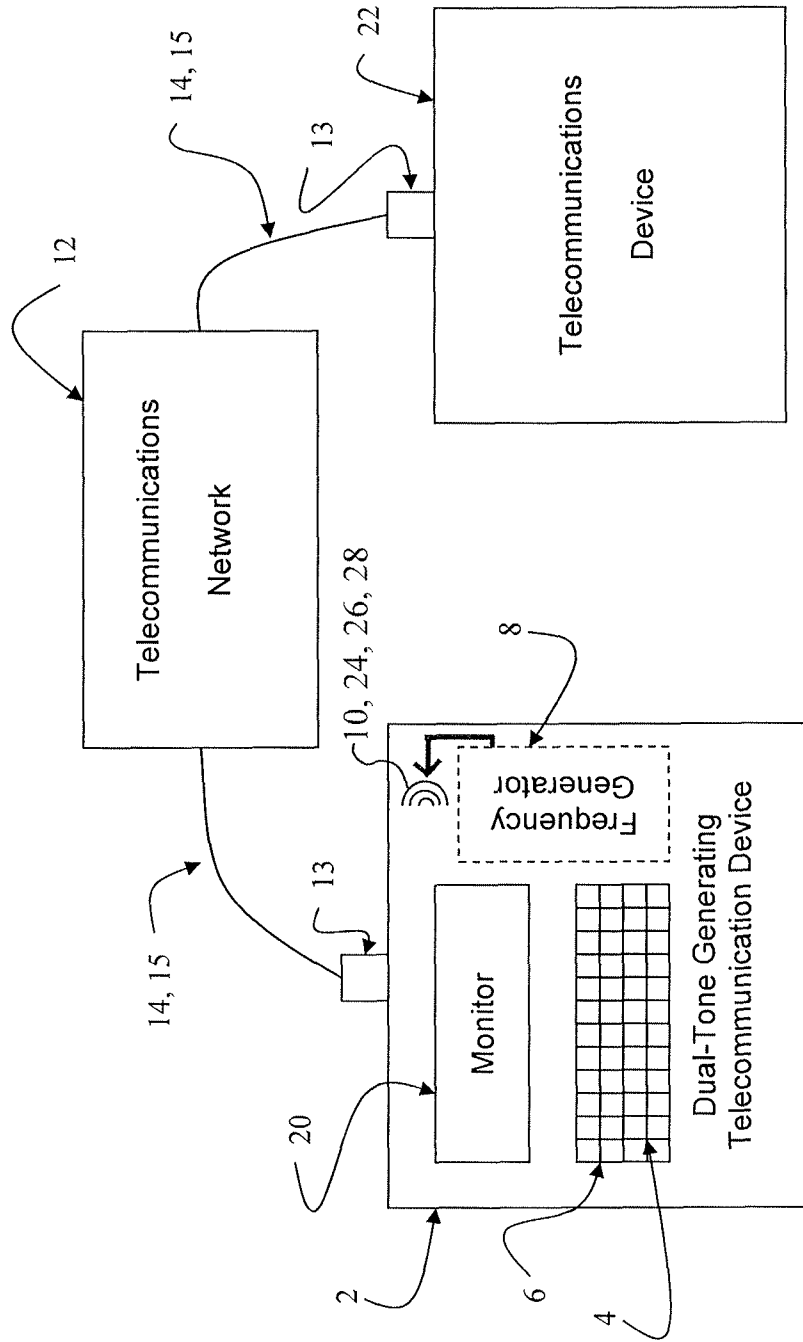 12
Telecommunications
Network
14, 15
14, 15
13
13
22
Telecommunications
Device
10, 24, 26, 28
8
Frequency
Generator
20
Monitor
2
6
4
Dual-Tone Generating
Telecommunication Device